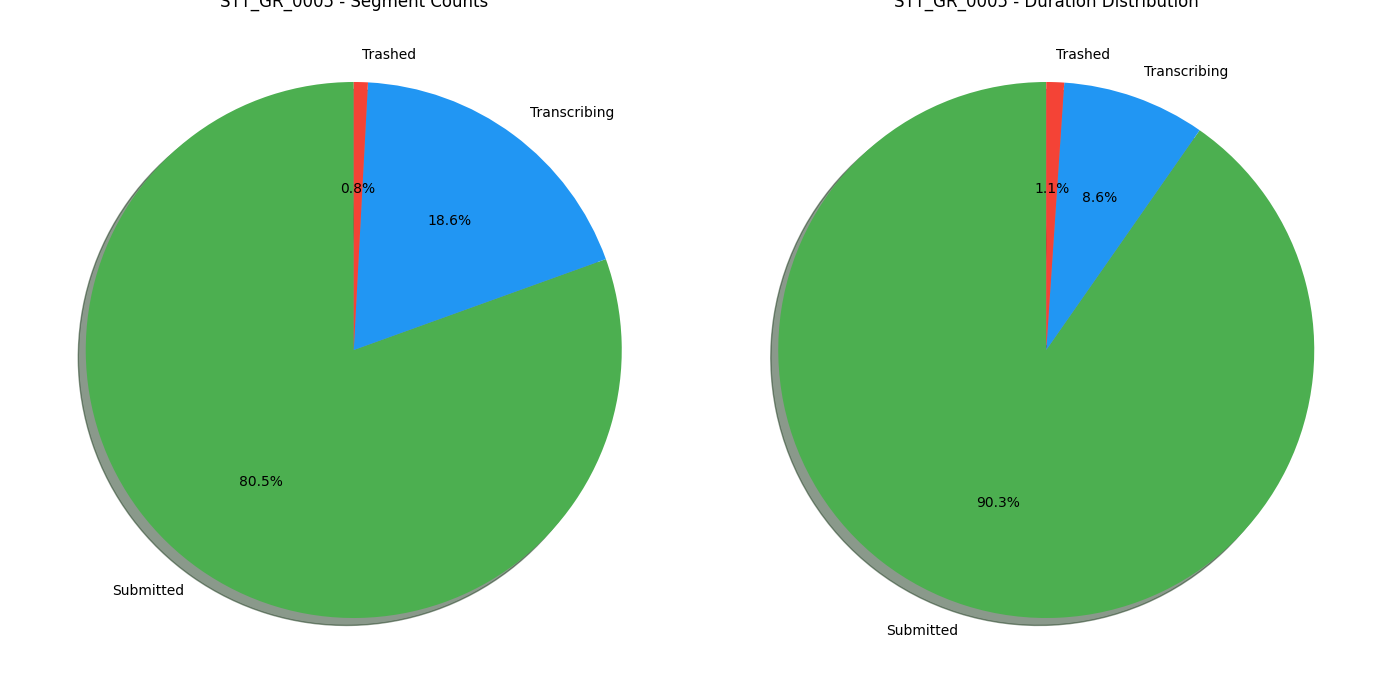 STT_GR_0005 - Segment Counts
Trashed
Transcribing
0.8%
18.6%
80.5%
Submitted
STT_GR_0005 - Duration Distribution
Trashed
Transcribing
1.1%
8.6%
90.3%
Submitted